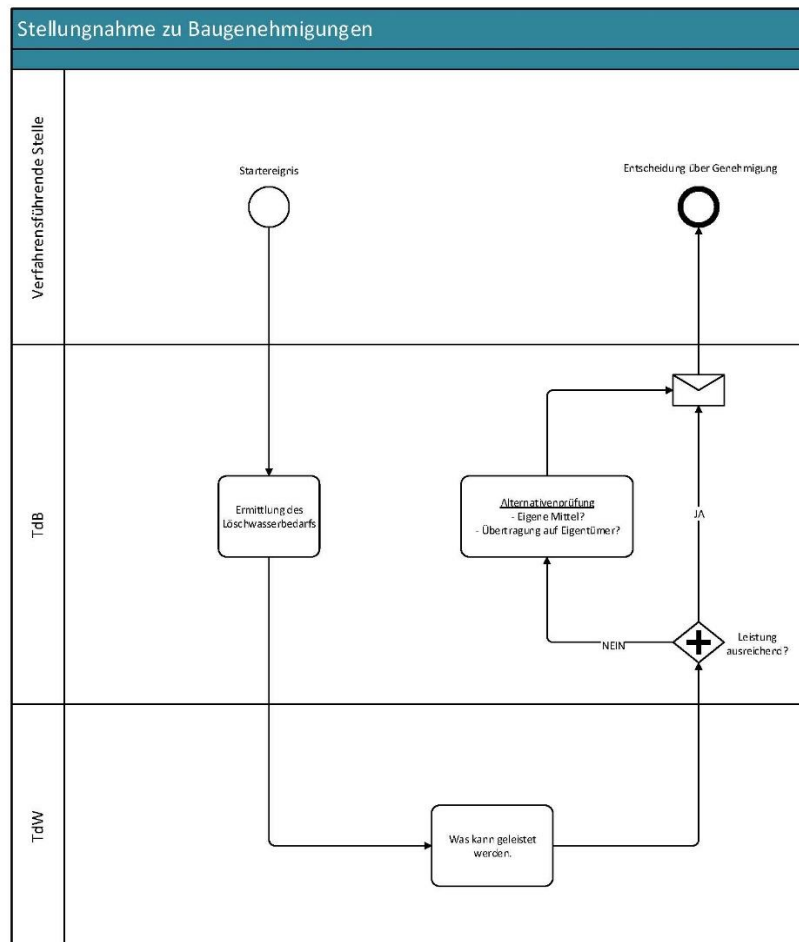 Stellungnahme zu Baugenehmigungen
Verfahrensführende Stelle
Startereignis
Entscheidung über Genehmigung
TdB
Ermittlung des
Löschwasserbedarfs
Alternativenprüfung
- Eigene Mittel?
- Übertragung auf Eigentümer?
JA
NEIN
Leistung
ausreichend?
TdW
Was kann geleistet
werden.